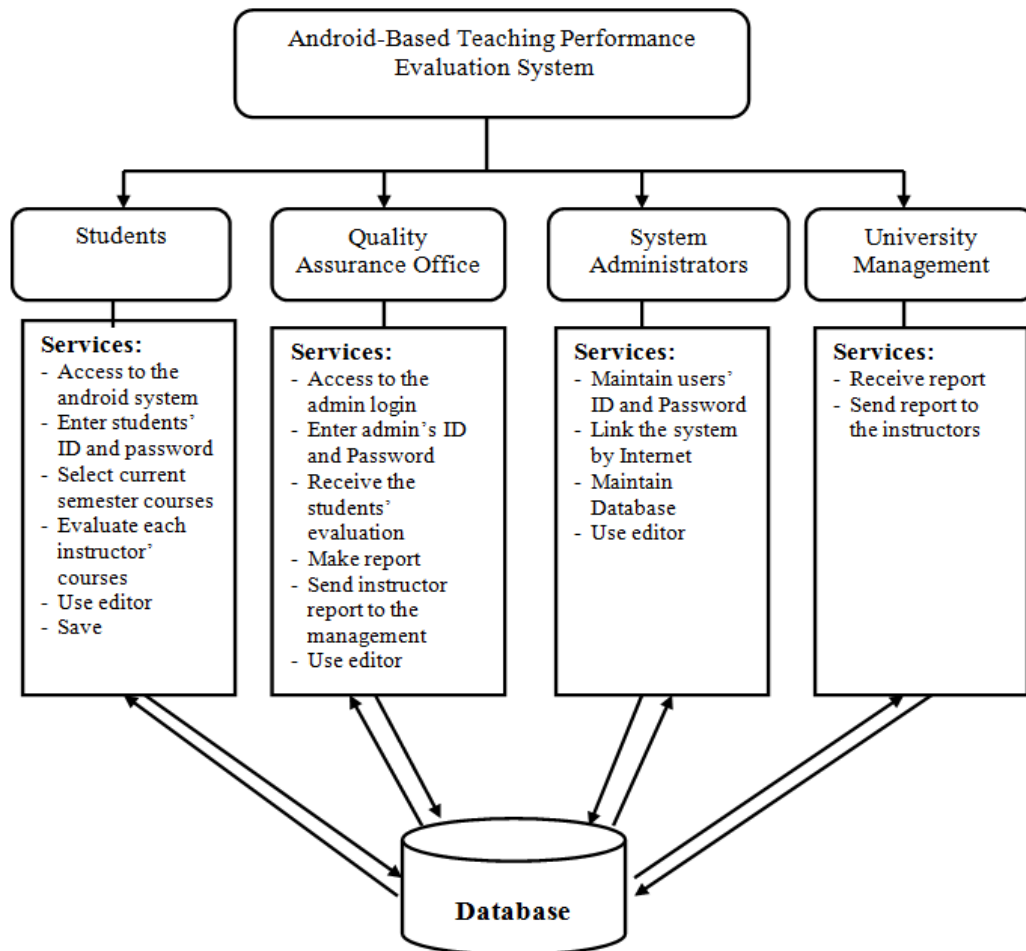 Android-Based Teaching Performance
Evaluation System
Students
Quality
Assurance Office
System
Administrators
University
Management
Services:
- Access to the
android system
- Enter students’
ID and password
- Select current
semester courses
- Evaluate each
instructor’
courses
- Use editor
- Save
Services:
- Access to the
admin login
- Enter admin’s ID
and Password
- Receive the
students’
evaluation
- Make report
- Send instructor
report to the
management
- Use editor
Services:
- Maintain users’
ID and Password
- Link the system
by Internet
- Maintain
Database
- Use editor
Services:
- Receive report
- Send report to
the instructors
Database